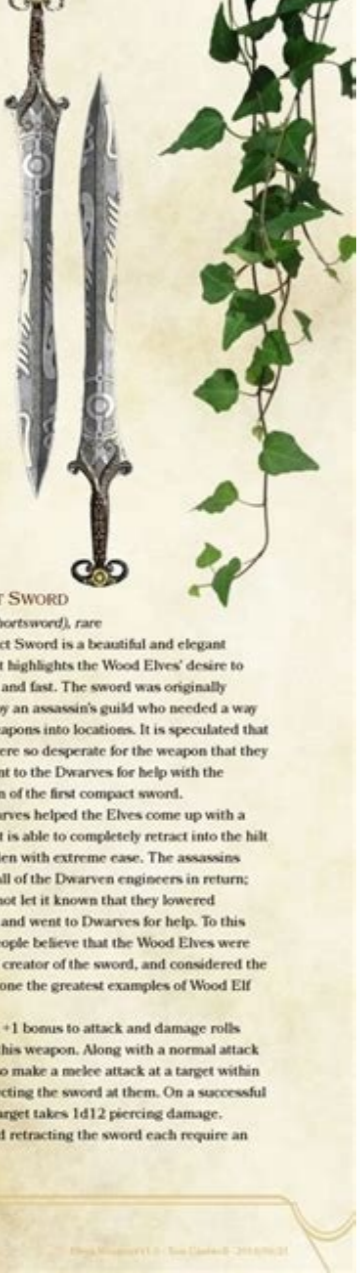 T SWORD
hortsword), rare
ct Sword is a beautiful and elegant
t highlights the Wood Elves' desire to
and fast. The sword was originally
by an assassin's guild who needed a way
apons into locations. It is speculated that
ere so desperate for the weapon that they
nt to the Dwarves for help with the
n of the first compact sword.
arves helped the Elves come up with a
t is able to completely retract into the hilt
en with extreme ease. The assassins
all of the Dwarven engineers in return;
not let it known that they lowered
and went to Dwarves for help. To this
eople believe that the Wood Elves were
creator of the sword, and considered the
one the greatest examples of Wood Elf
+1 bonus to attack and damage rolls
his weapon. Along with a normal attack
o make a melee attack at a target within
cting the sword at them. On a successful
arget takes 1d12 piercing damage.
d retracting the sword each require an